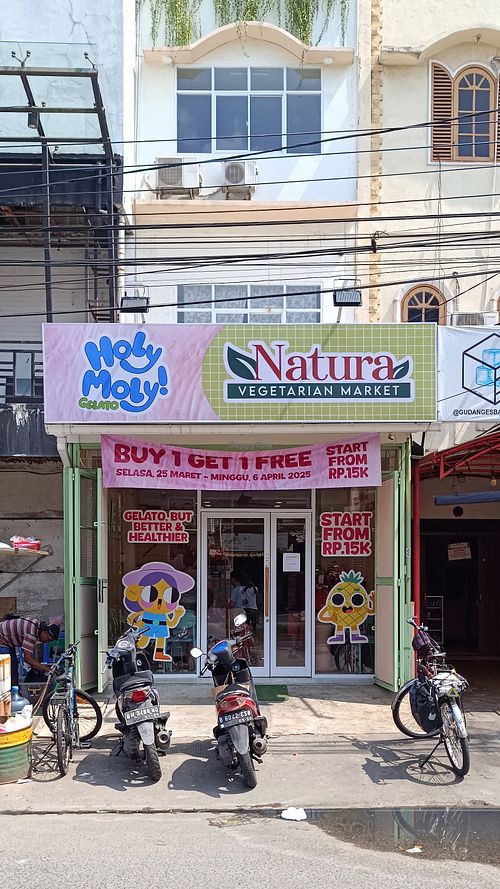 Holy
Moly!
GELATO
Natura
VEGETARIAN MARKET
@GUDANGESBA
BUY 1 GET 1 FREE
SELASA, 25 MARET – MINGGU, 6 APRIL 2025
START
FROM
RP.15K
GELATO, BUT
BETTER &
HEALTHIER
START
FROM
RP.15K